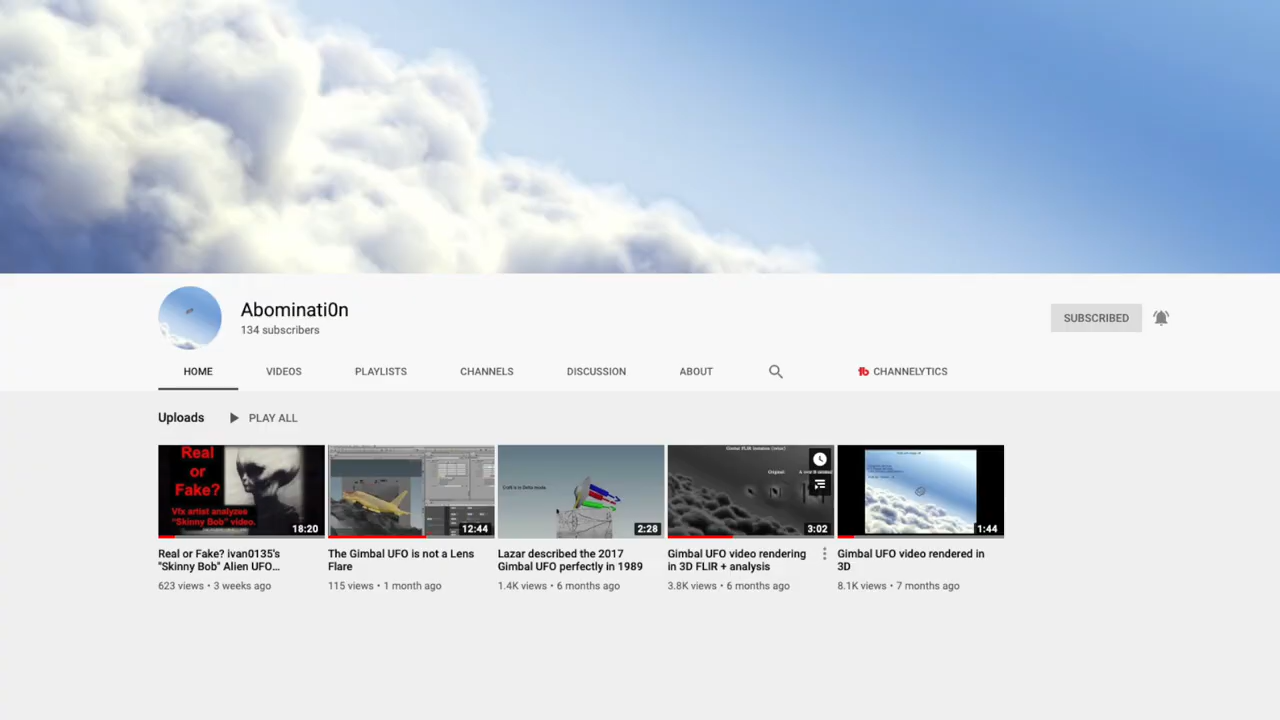 Abominati0n
134 subscribers
SUBSCRIBED
HOME VIDEOS PLAYLISTS CHANNELS DISCUSSION ABOUT CHANNELYTICS
Uploads PLAY ALL
Real
or
Fake?
Vfx artist analyzes
"Skinny Bob" video.
18:20
12:44
2:28
Gimbal FLIR imitation (intro)
Original
3:02
1:44
Real or Fake? ivan0135's
"Skinny Bob" Alien UFO...
623 views • 3 weeks ago
The Gimbal UFO is not a Lens
Flare
115 views • 1 month ago
Lazar described the 2017
Gimbal UFO perfectly in 1989
1.4K views • 6 months ago
Gimbal UFO video rendering
in 3D FLIR + analysis
3.8K views • 6 months ago
Gimbal UFO video rendered in
3D
8.1K views • 7 months ago